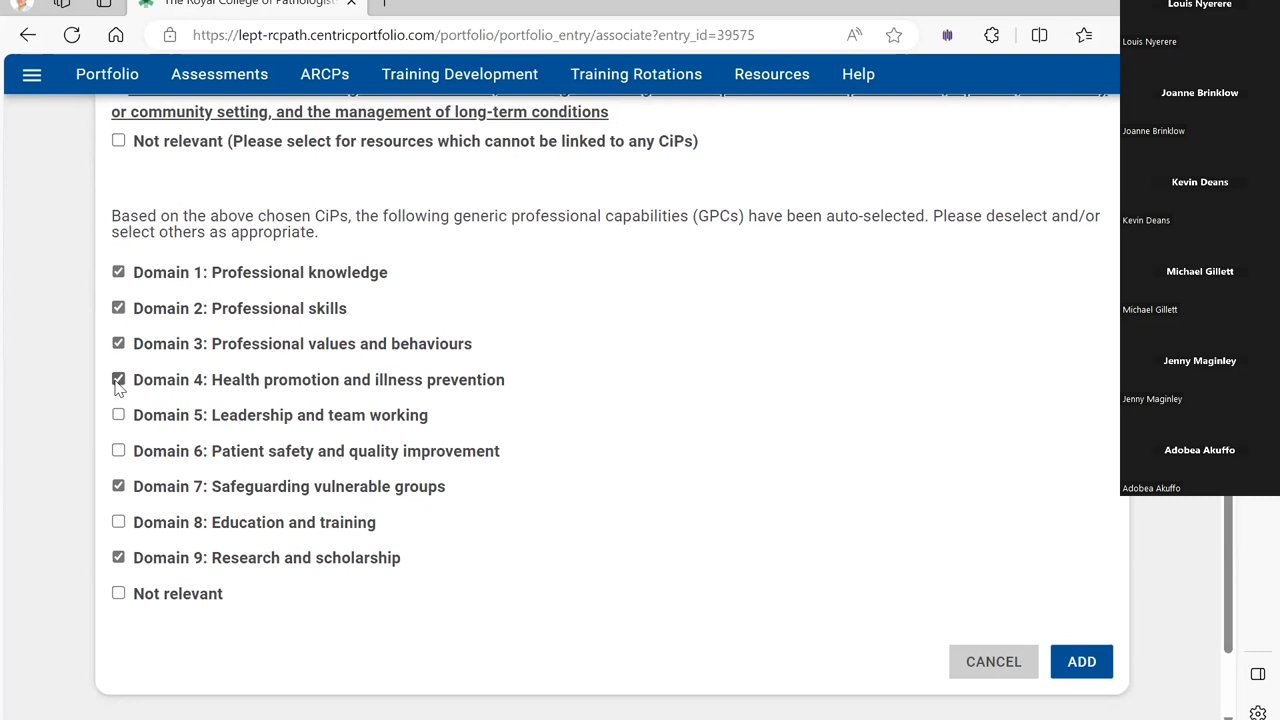 The Royal College of Pathologist
https://lept-rcpath.centricportfolio.com/portfolio/portfolio_entry/associate?entry_id=39575
Portfolio
Assessments
ARCPs
Training Development
Training Rotations
Resources
Help
or community setting, and the management of long-term conditions
Not relevant (Please select for resources which cannot be linked to any CiPs)
Based on the above chosen CiPs, the following generic professional capabilities (GPCs) have been auto-selected. Please deselect and/or
select others as appropriate.
Domain 1: Professional knowledge
Domain 2: Professional skills
Domain 3: Professional values and behaviours
Domain 4: Health promotion and illness prevention
Domain 5: Leadership and team working
Domain 6: Patient safety and quality improvement
Domain 7: Safeguarding vulnerable groups
Domain 8: Education and training
Domain 9: Research and scholarship
Not relevant
CANCEL
ADD
Louis Nyerere
Louis Nyerere
Joanne Brinklow
Joanne Brinklow
Kevin Deans
Kevin Deans
Michael Gillett
Michael Gillett
Jenny Maginley
Jenny Maginley
Adobea Akuffo
Adobea Akuffo